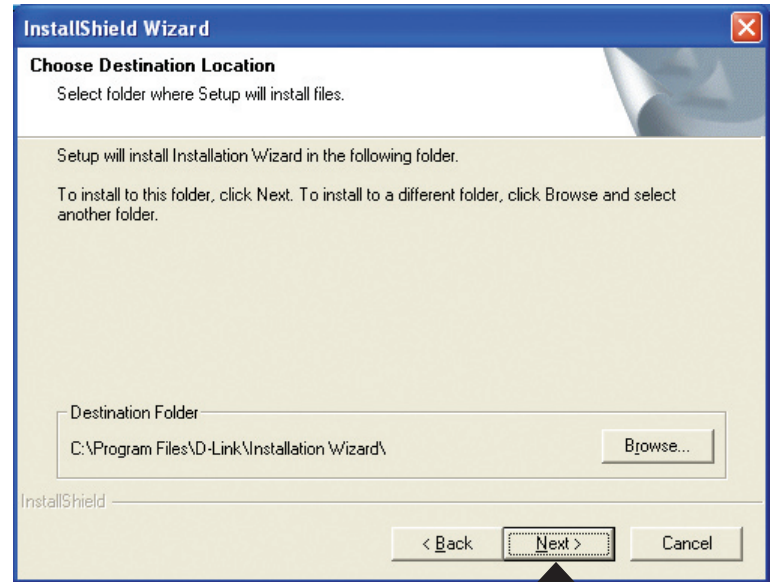 InstallShield Wizard
Choose Destination Location
Select folder where Setup will install files.
Setup will install Installation Wizard in the following folder.
To install to this folder, click Next. To install to a different folder, click Browse and select
another folder.
Destination Folder
C:\Program Files\D-Link\Installation Wizard\
Browse...
InstallShield
< Back
Next >
Cancel